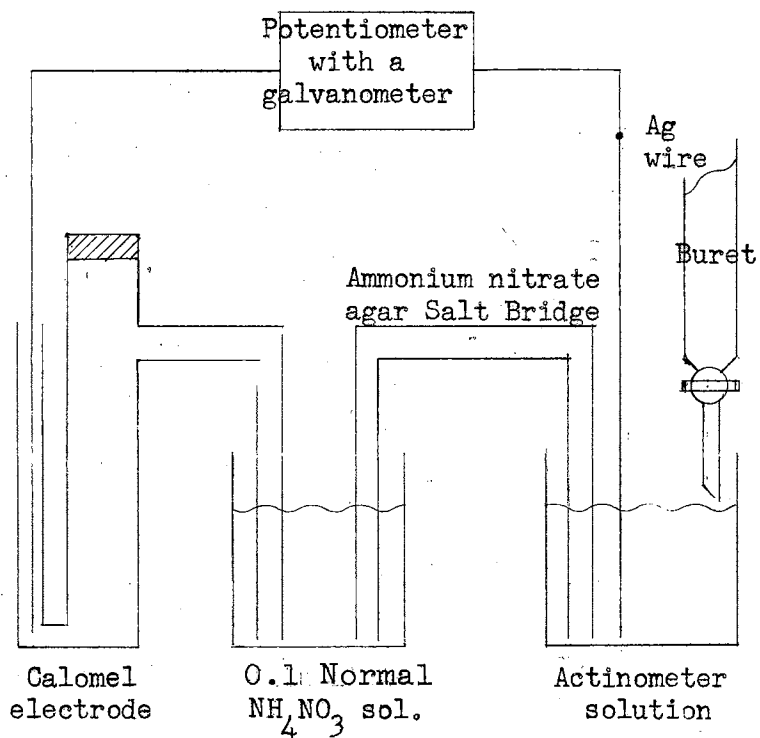 Potentiometer
with a
galvanometer
Ag
wire
Buret
Ammonium nitrate
agar Salt Bridge
Calomel
electrode
0.1 Normal
NH4NO3 sol.
Actinometer
solution